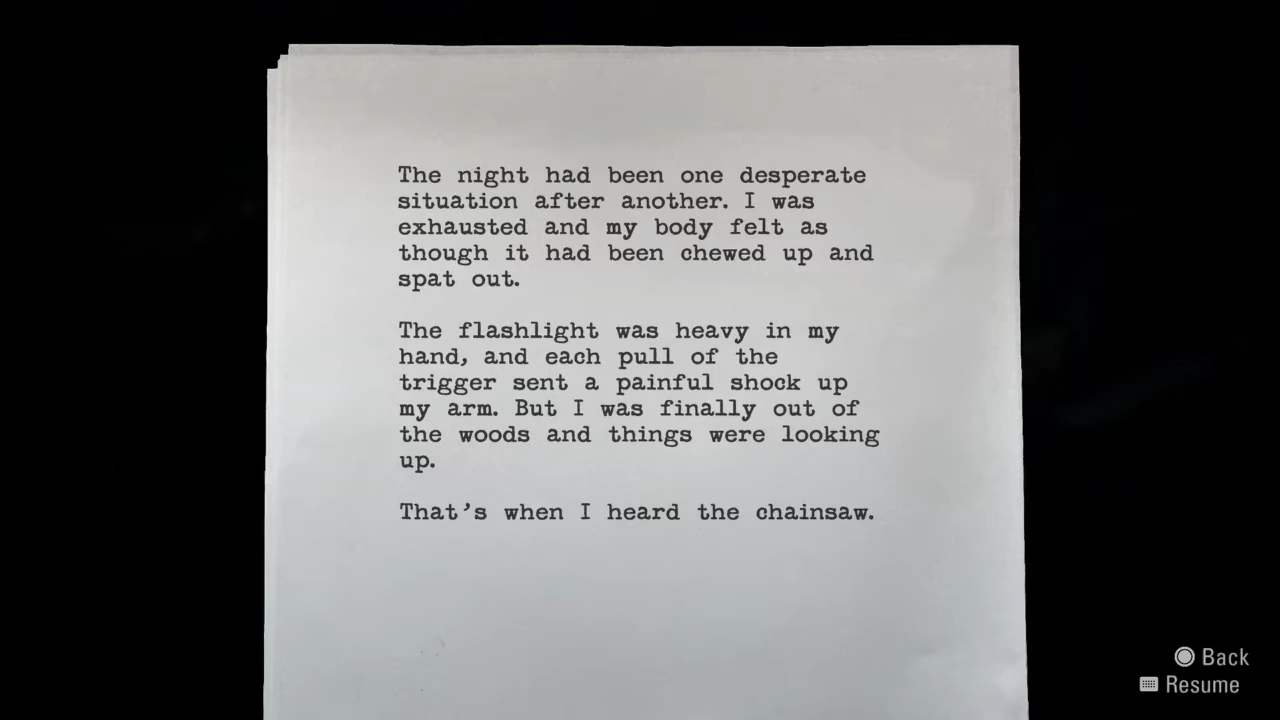 The night had been one desperate
situation after another. I was
exhausted and my body felt as
though it had been chewed up and
spat out.
The flashlight was heavy in my
hand, and each pull of the
trigger sent a painful shock up
my arm. But I was finally out of
the woods and things were looking
up.
That's when I heard the chainsaw.
Back
Resume